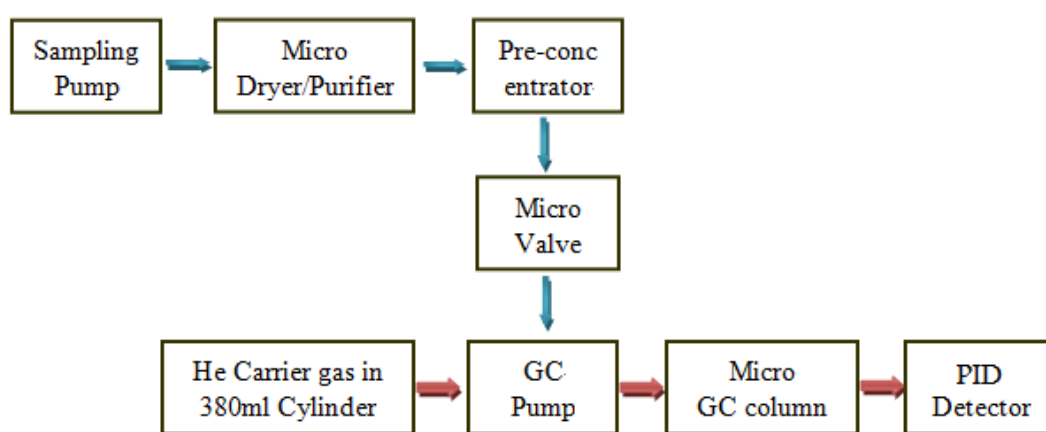 Sampling
Pump
Micro
Dryer/Purifier
Pre-conc
entrator
Micro
Valve
He Carrier gas in
380ml Cylinder
GC
Pump
Micro
GC column
PID
Detector